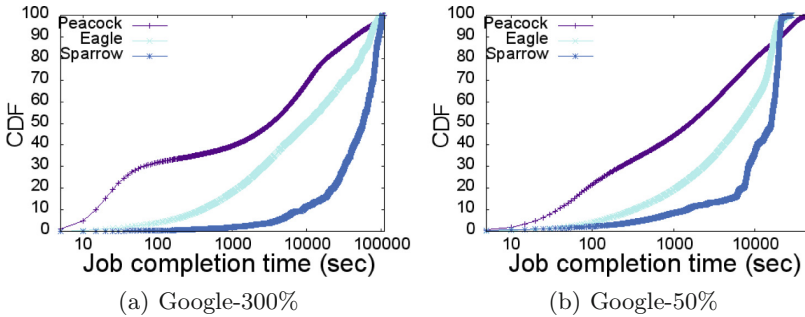 100
90
80
70
60
50
40
30
20
10
0
CDF
Peacock
Eagle
Sparrow
10 100 1000 10000 100000
Job completion time (sec)
(a) Google-300%
100
90
80
70
60
50
40
30
20
10
0
CDF
Peacock
Eagle
Sparrow
10 100 1000 10000
Job completion time (sec)
(b) Google-50%